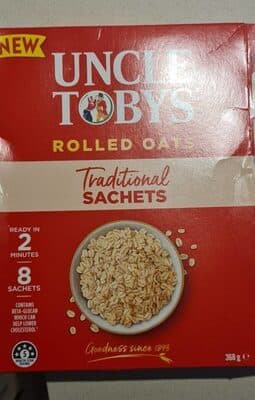 NEW
UNCLE
TOBYS
ROLLED OATS
Traditional
SACHETS
READY IN
2
MINUTES
8
SACHETS
CONTAINS
BETA-GLUCAN
WHICH CAN
HELP LOWER
CHOLESTEROL
Goodness since 1893
368 g e